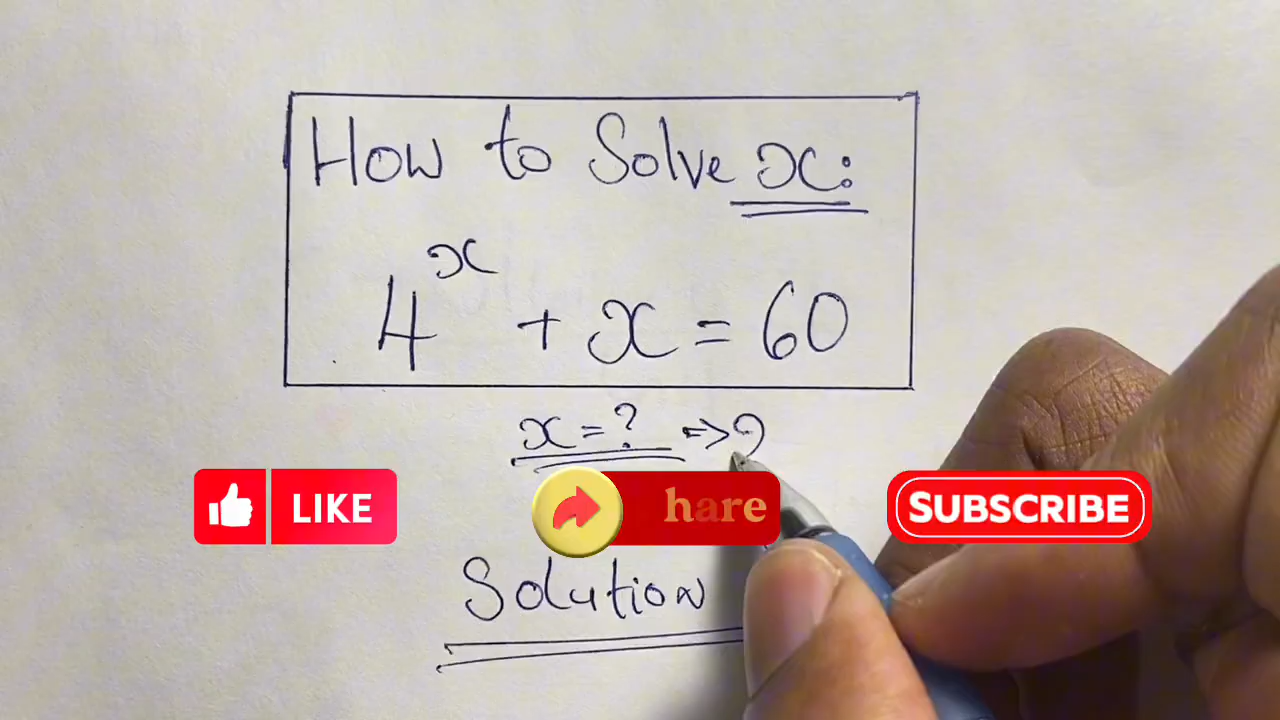 How to Solve x:
4^x + x = 60
x = ? => ?
LIKE
hare
SUBSCRIBE
Solution